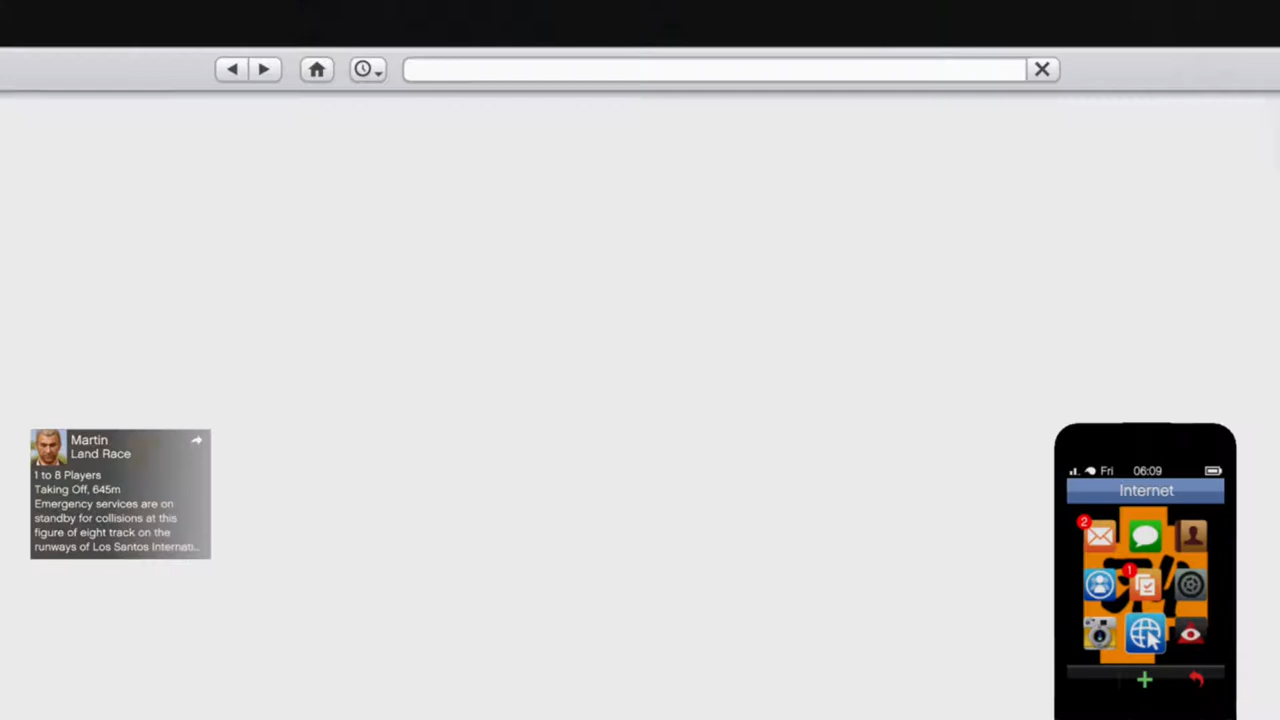 Martin
Land Race
1 to 8 Players
Taking Off, 645m
Emergency services are on
standby for collisions at this
figure of eight track on the
runways of Los Santos Internati...
Fri 06:09
Internet
2
1